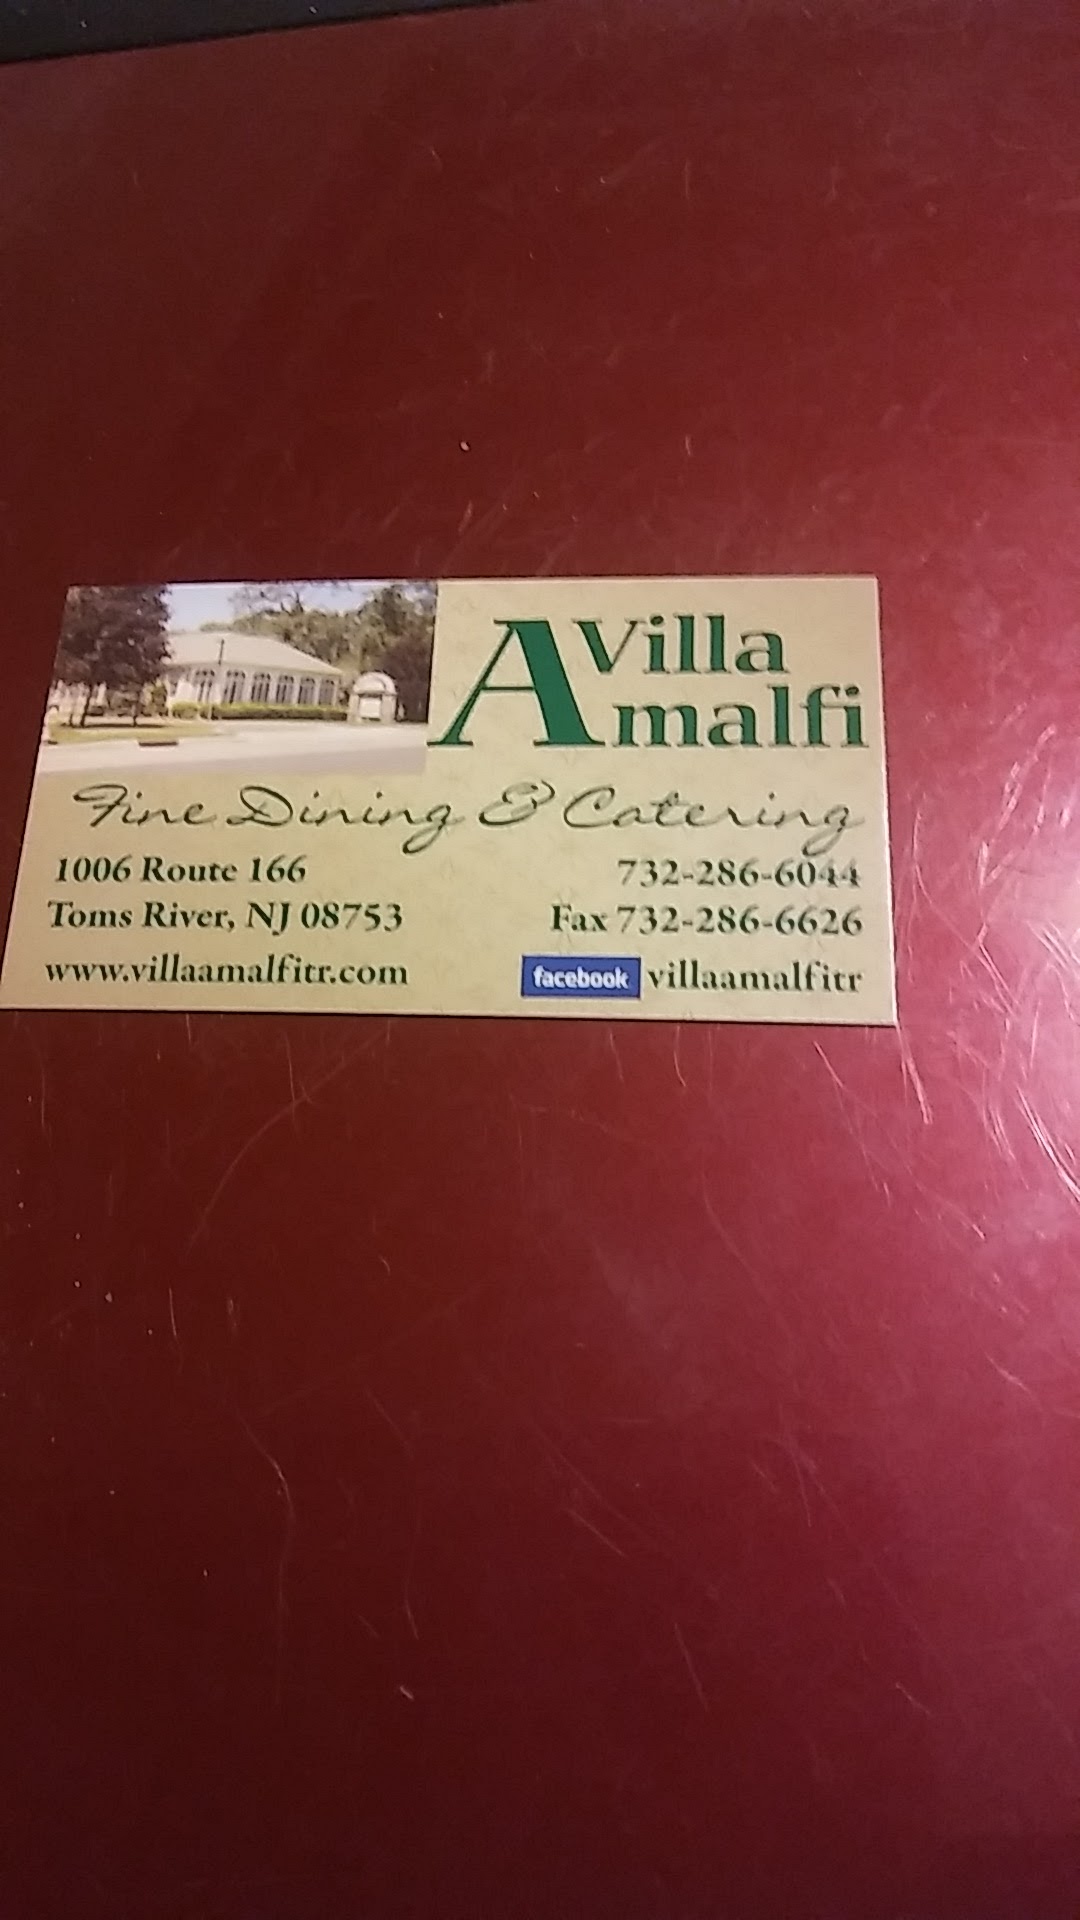 Villa
Amalfi
Fine Dining & Catering
1006 Route 166
732-286-6044
Toms River, NJ 08753
Fax 732-286-6626
www.villaamalfitr.com
facebook villaamalfitr